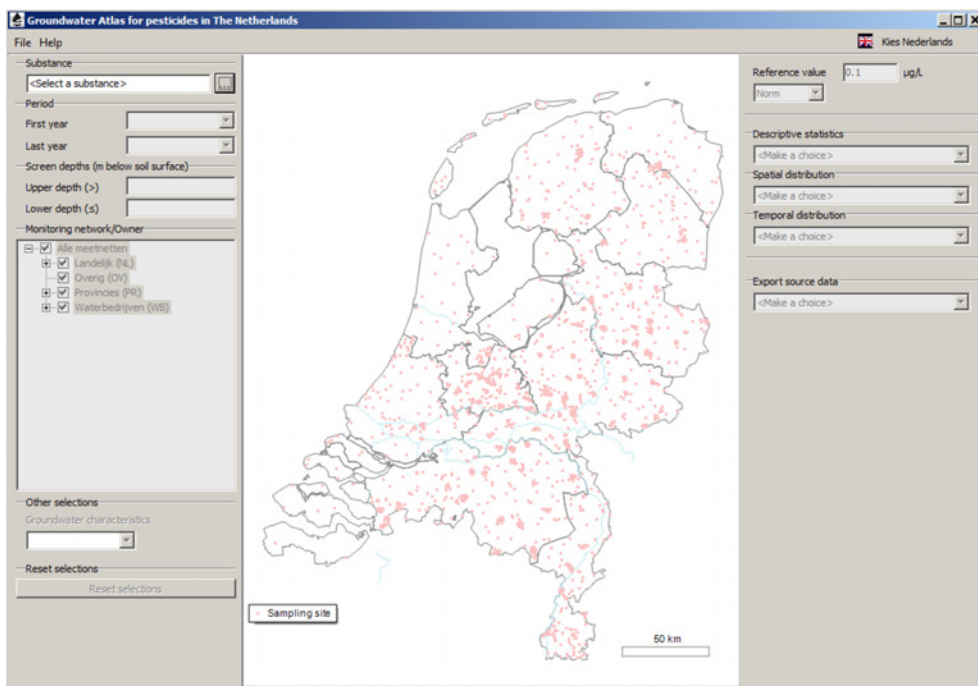 Groundwater Atlas for pesticides in The Netherlands
File Help
Kies Nederlands
Substance
<Select a substance>
...
Period
First year
Last year
Screen depths (m below soil surface)
Upper depth (>)
Lower depth (≤)
Monitoring network/Owner
Alle meetnetten
Landelijk (NL)
Overig (OV)
Provincies (PR)
Waterbedrijven (WB)
Other selections
Groundwater characteristics
Reset selections
Reset selections
Sampling site
50 km
Reference value 0.1 µg/L
Norm
Descriptive statistics
<Make a choice>
Spatial distribution
<Make a choice>
Temporal distribution
<Make a choice>
Export source data
<Make a choice>